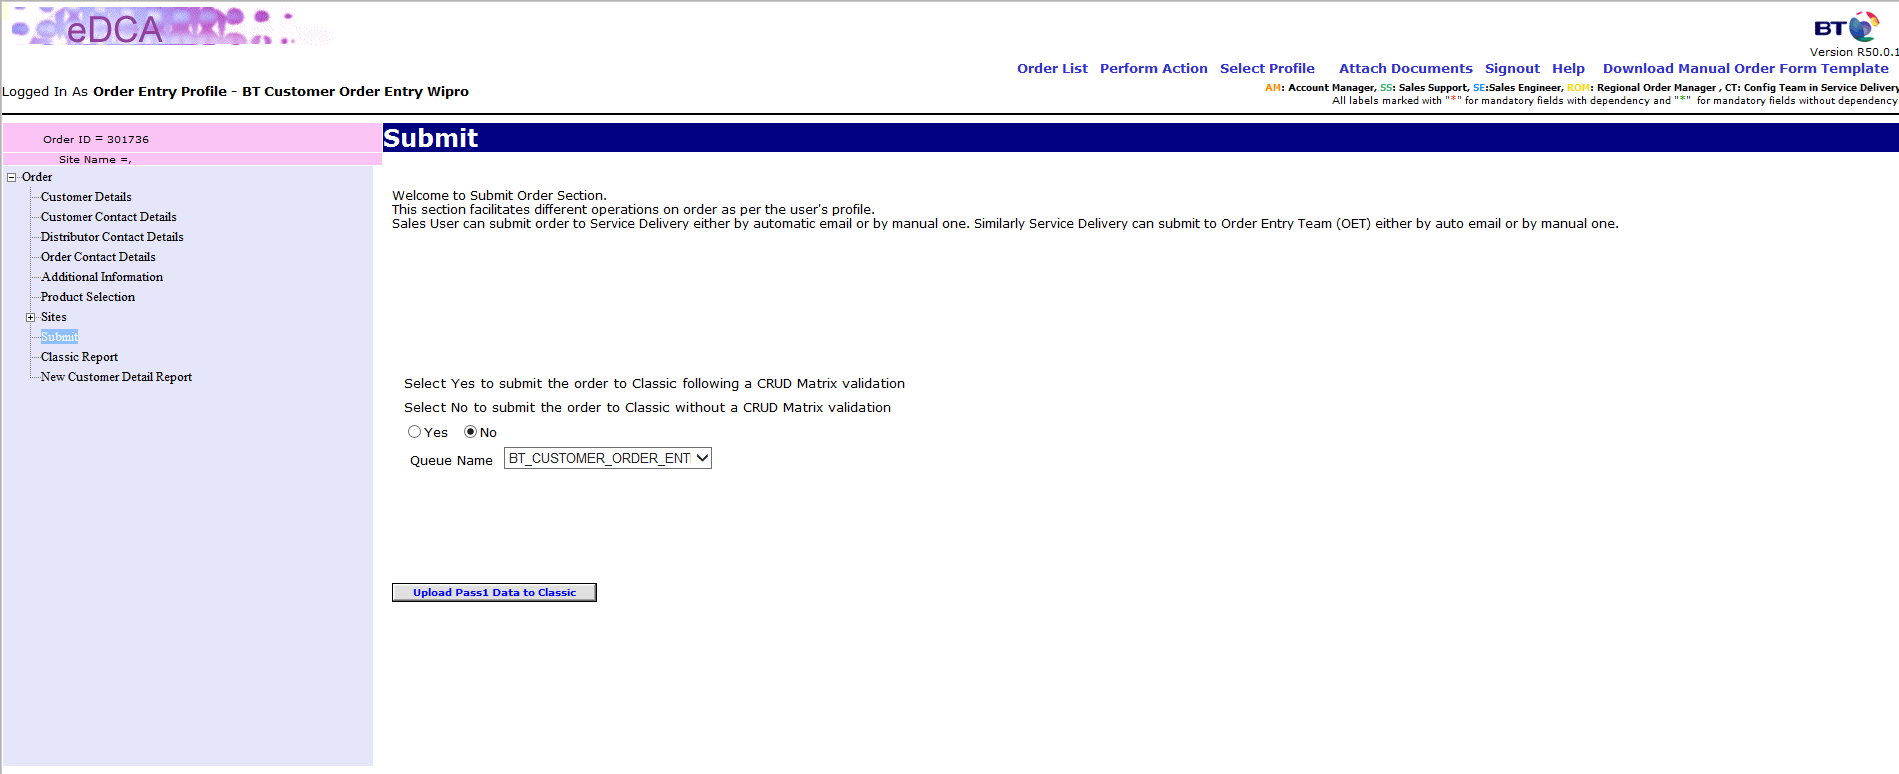 eDCA
BT
Version R50.0.1
Order List Perform Action Select Profile Attach Documents Signout Help Download Manual Order Form Template
Logged In As Order Entry Profile - BT Customer Order Entry Wipro
AM: Account Manager, SS: Sales Support, SE:Sales Engineer, ROM: Regional Order Manager , CT: Config Team in Service Delivery
All labels marked with "*" for mandatory fields with dependency and "*" for mandatory fields without dependency
Order ID = 301736
Submit
Site Name =,
Order
Customer Details
Customer Contact Details
Distributor Contact Details
Order Contact Details
Additional Information
Product Selection
Sites
Submit
Classic Report
New Customer Detail Report
Welcome to Submit Order Section.
This section facilitates different operations on order as per the user's profile.
Sales User can submit order to Service Delivery either by automatic email or by manual one. Similarly Service Delivery can submit to Order Entry Team (OET) either by auto email or by manual one.
Select Yes to submit the order to Classic following a CRUD Matrix validation
Select No to submit the order to Classic without a CRUD Matrix validation
Yes No
Queue Name BT_CUSTOMER_ORDER_ENT
Upload Pass1 Data to Classic